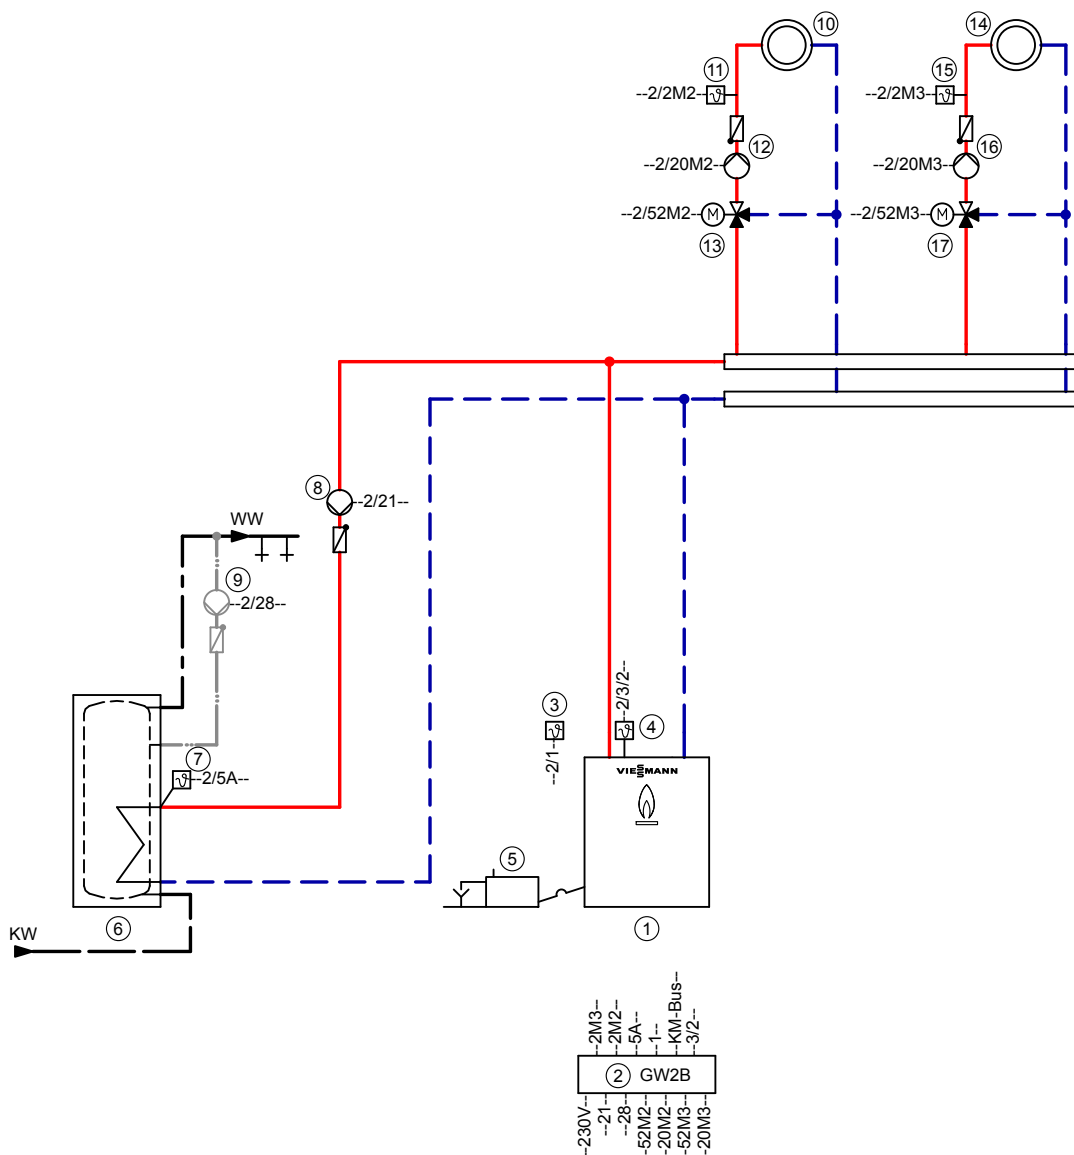 10
14
11
15
--2/2M2--
--2/2M3--
12
16
--2/20M2--
--2/20M3--
--2/52M2--
M
--2/52M3--
M
13
17
8
--2/21--
WW
9
--2/28--
3
--2/3/2--
4
7
--2/5A--
--2/1--
VIESSMANN
5
6
1
KW
--2M3--
--2M2--
--5A--
--1--
--KM-Bus--
--3/2--
2
GW2B
--230V--
--21--
--28--
--52M2--
--20M2--
--52M3--
--20M3--